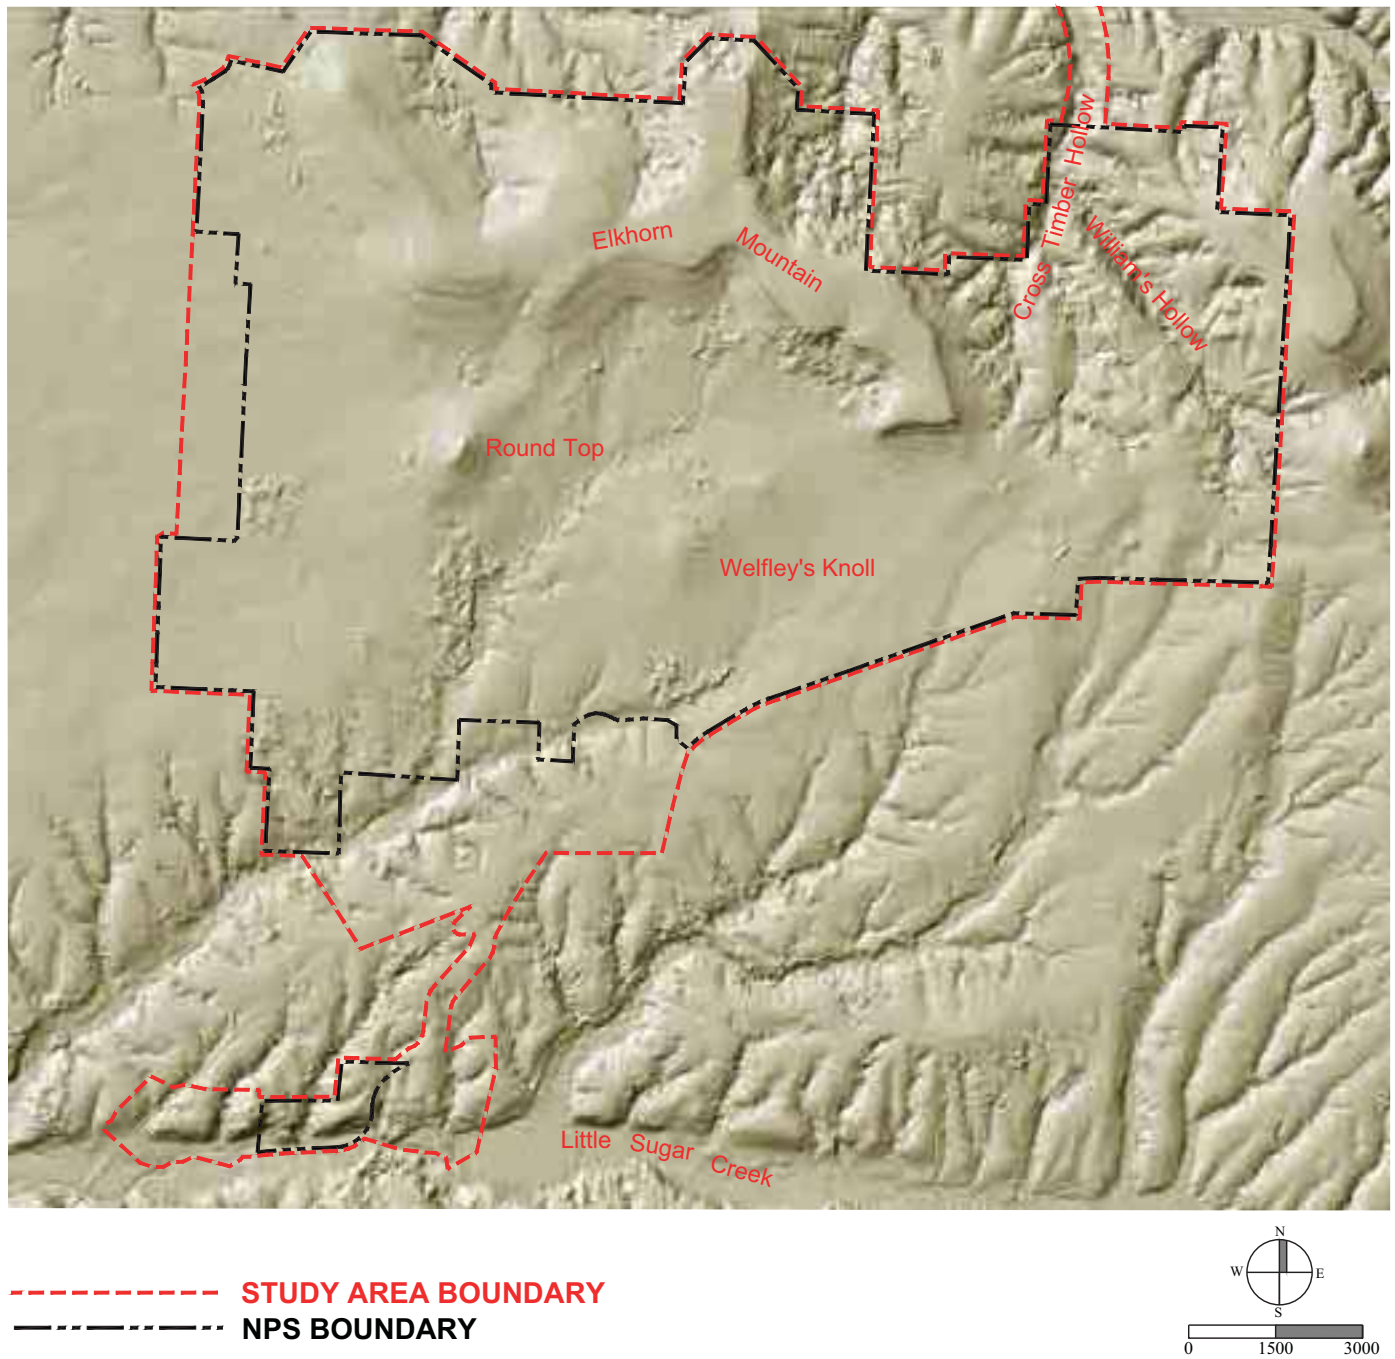 Elkhorn Mountain
Cross Timber Hollow
William's Hollow
Round Top
Welfley's Knoll
Little Sugar Creek
N
W E
S
STUDY AREA BOUNDARY
NPS BOUNDARY
0 1500 3000